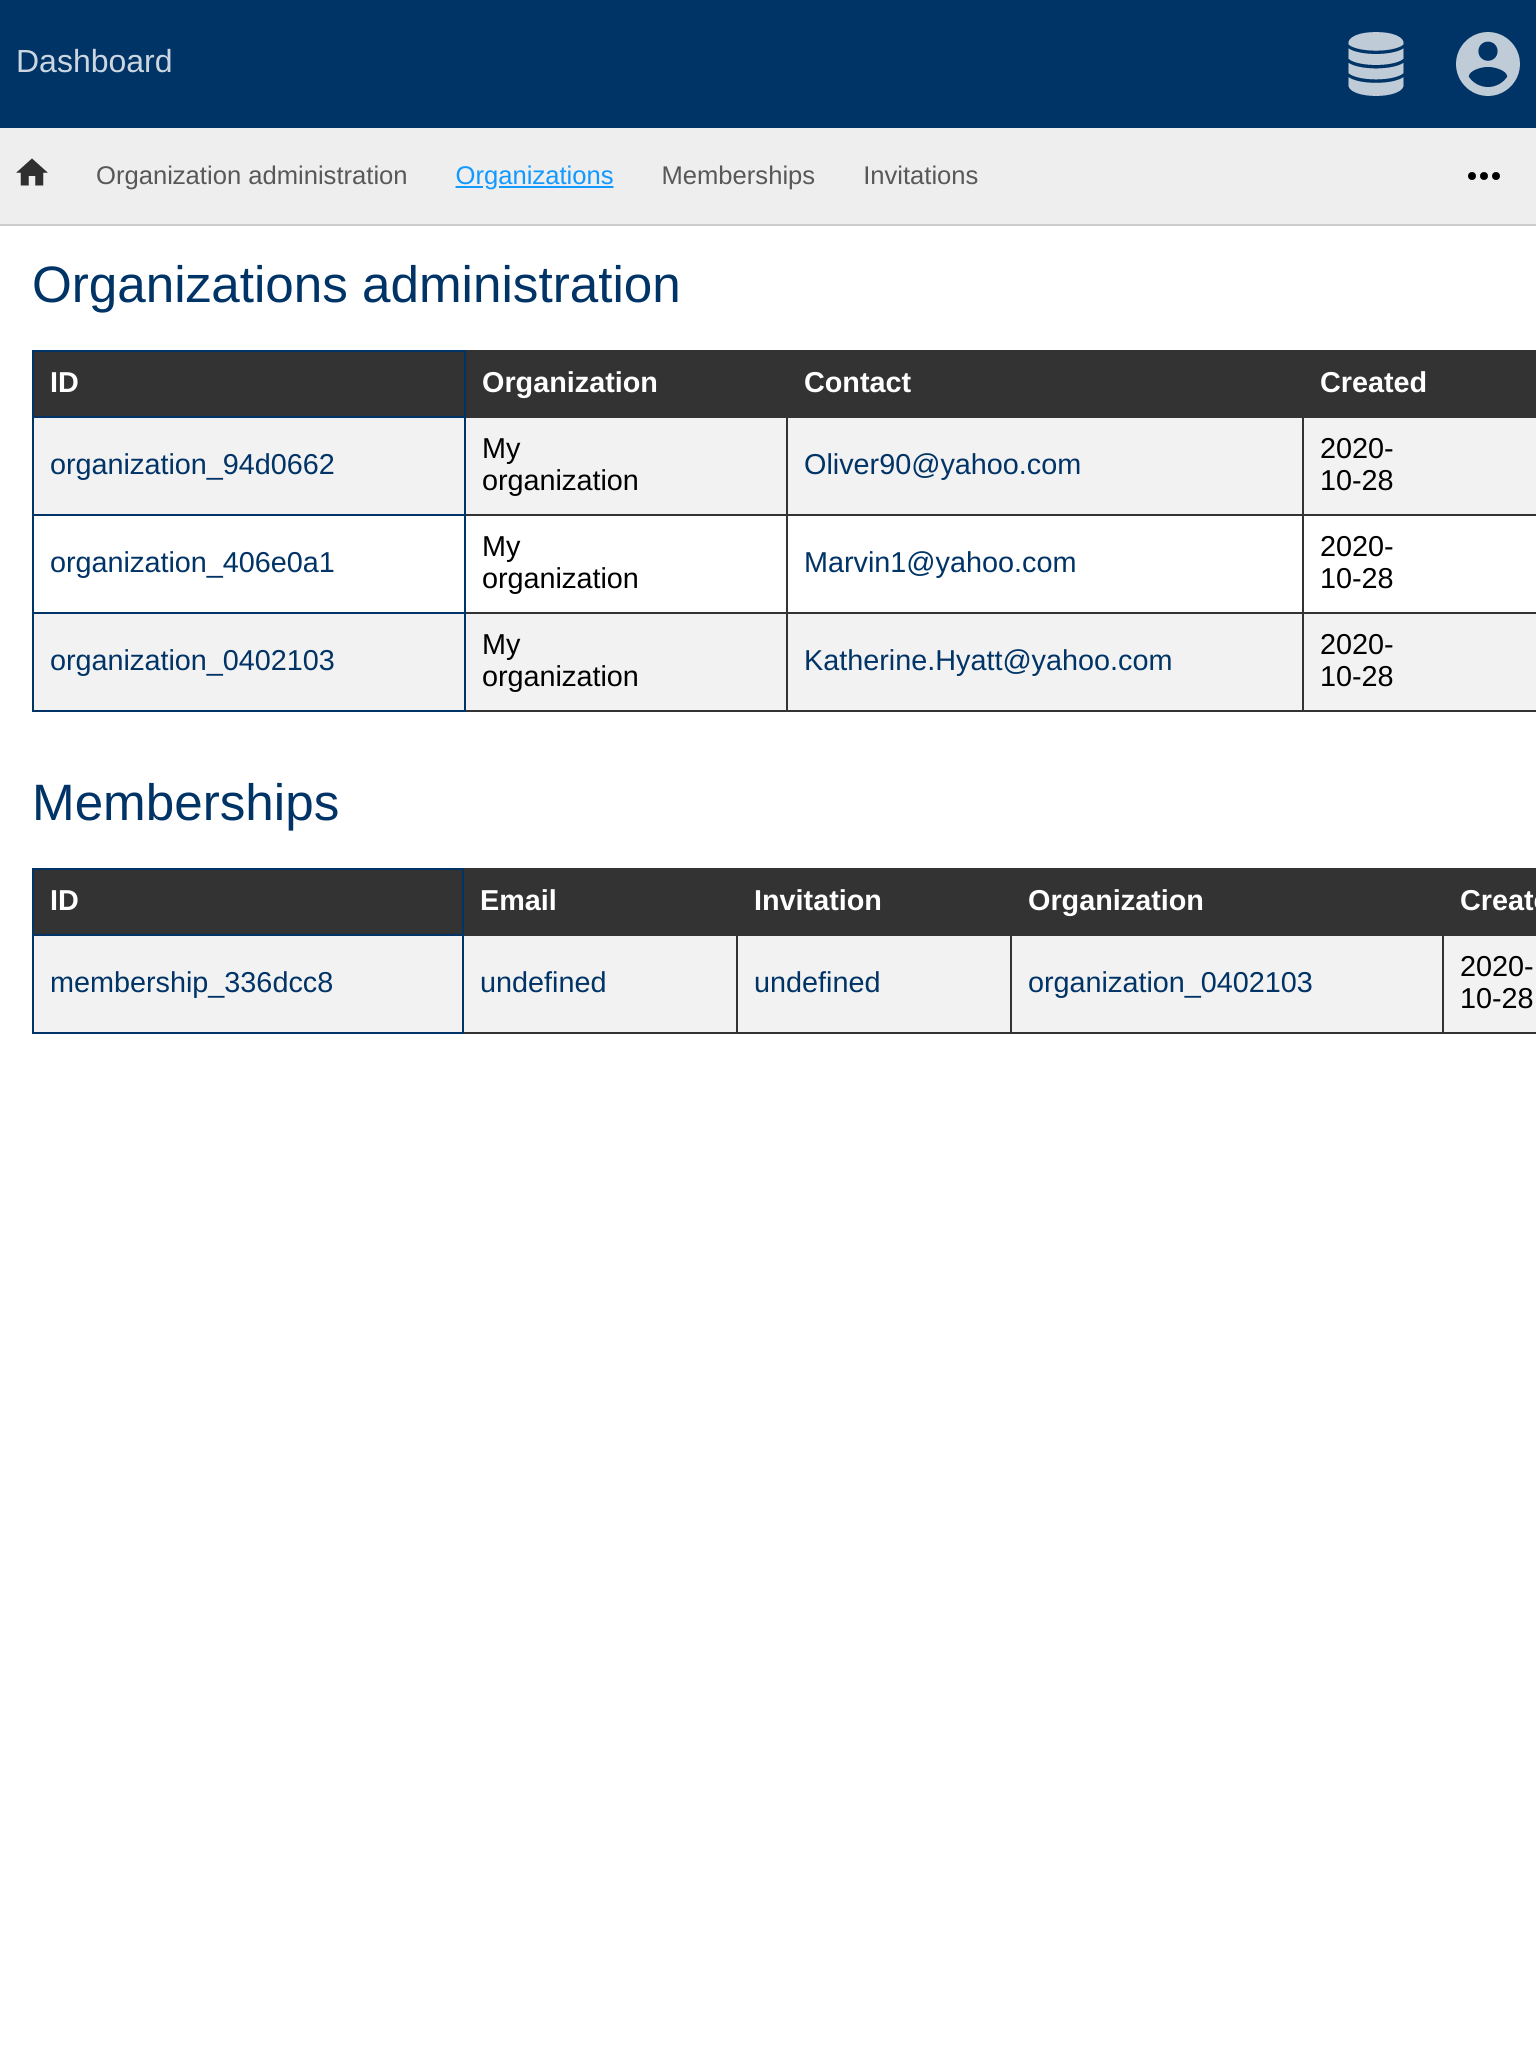 Dashboard
Organization administration Organizations Memberships Invitations
Organizations administration
ID Organization Contact Created
organization_94d0662 My organization Oliver90@yahoo.com 2020-10-28
organization_406e0a1 My organization Marvin1@yahoo.com 2020-10-28
organization_0402103 My organization Katherine.Hyatt@yahoo.com 2020-10-28
Memberships
ID Email Invitation Organization Creat
membership_336dcc8 undefined undefined organization_0402103 2020-10-28